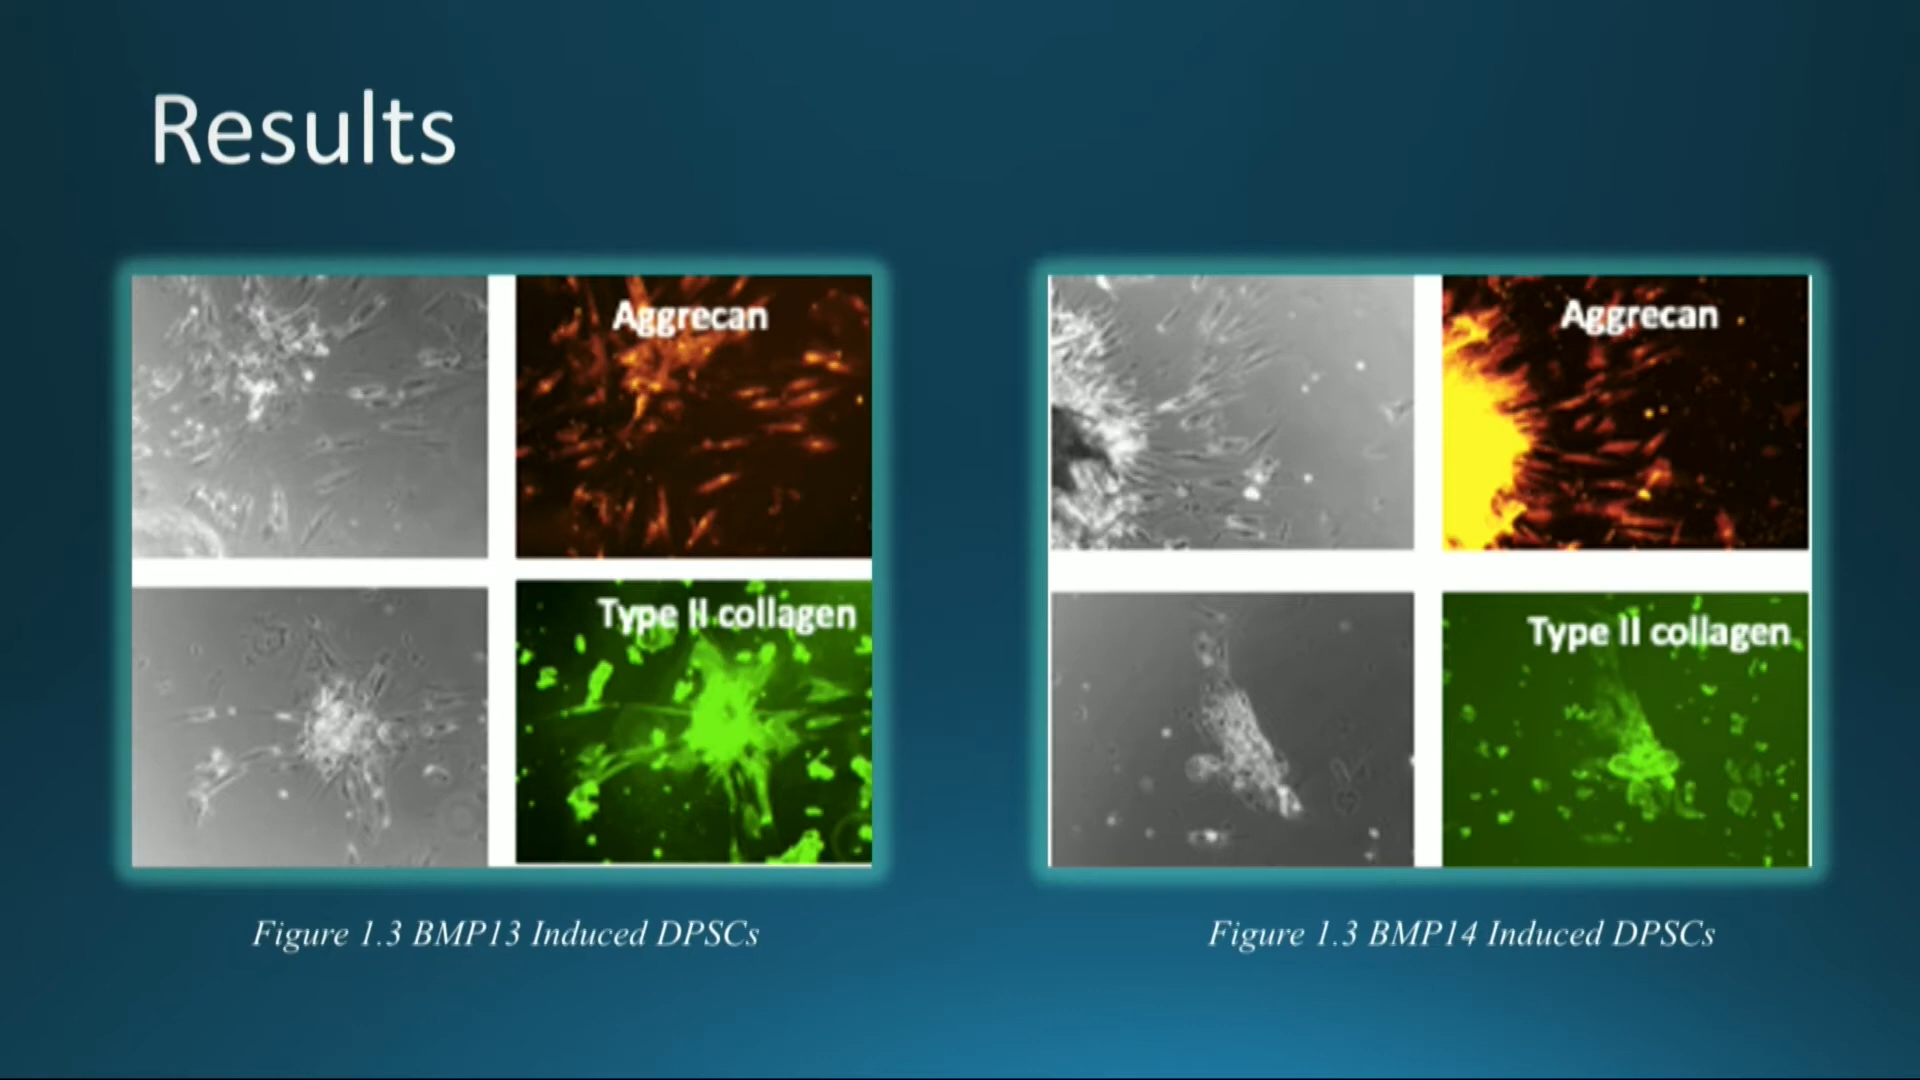 Results
Aggrecan
Type II collagen
Figure 1.3 BMP13 Induced DPSCs
Aggrecan
Type II collagen
Figure 1.3 BMP14 Induced DPSCs